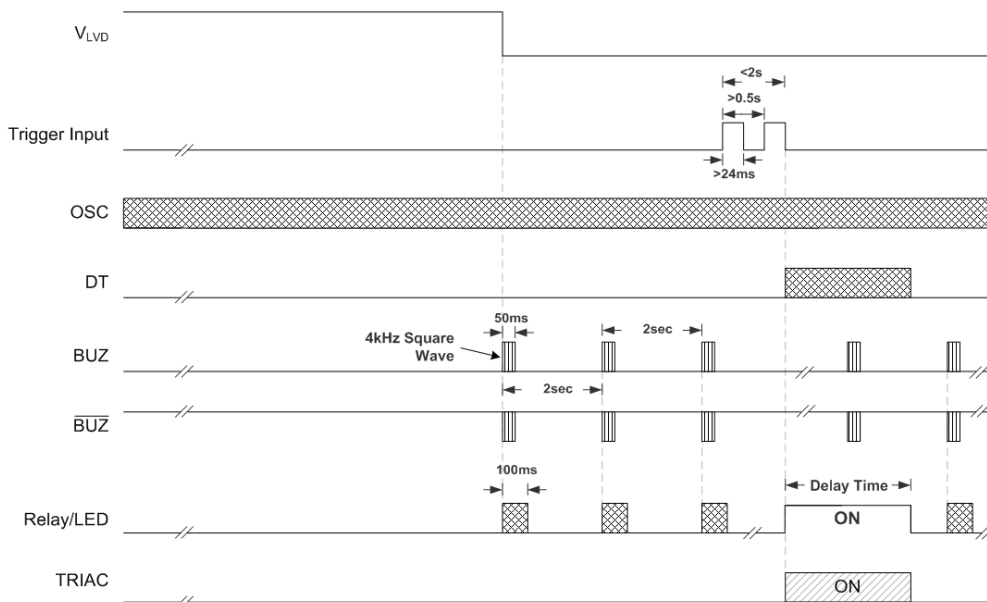 VLVD
<2s
>0.5s
Trigger Input
>24ms
OSC
DT
50ms
2sec
4kHz Square
Wave
BUZ
2sec
BUZ
100ms
Delay Time
Relay/LED
ON
TRIAC
ON